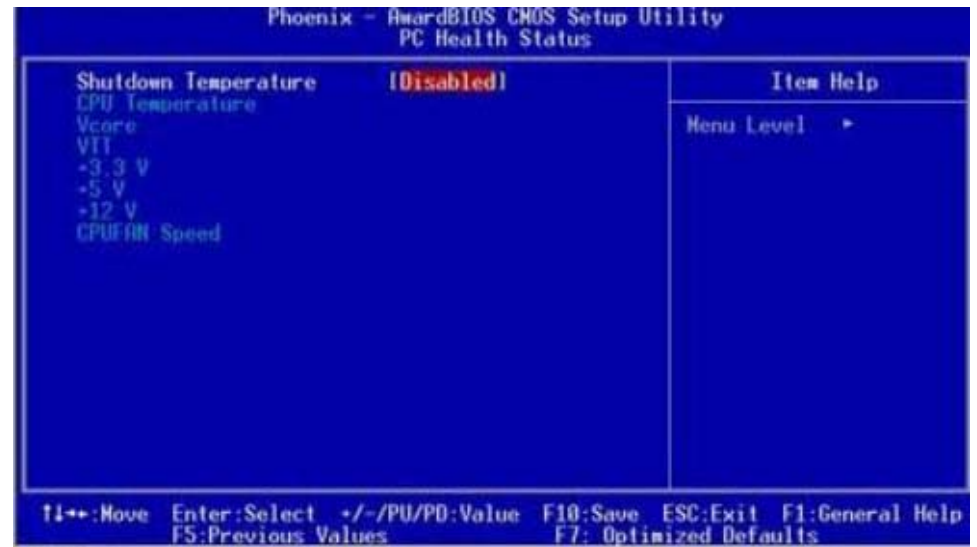 Phoenix - AwardBIOS CMOS Setup Utility
PC Health Status
Shutdown Temperature [Disabled]
Item Help
CPU Temperature
Vcore
Menu Level ►
VTT
+3.3 V
+5 V
+12 V
CPUFAN Speed
↑↓→←:Move Enter:Select +/-/PU/PD:Value F10:Save ESC:Exit F1:General Help
F5:Previous Values F7: Optimized Defaults